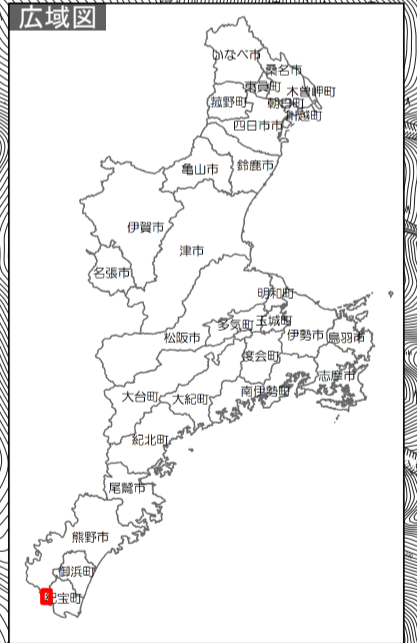 広域図
いなべ市
桑名市
東員町
木曽岬町
菰野町
朝日町
川越町
四日市市
亀山市
鈴鹿市
伊賀市
津市
名張市
明和町
多気町
玉城町
松阪市
伊勢市
鳥羽市
度会町
志摩市
大台町
大紀町
南伊勢町
紀北町
尾鷲市
熊野市
御浜町
紀宝町